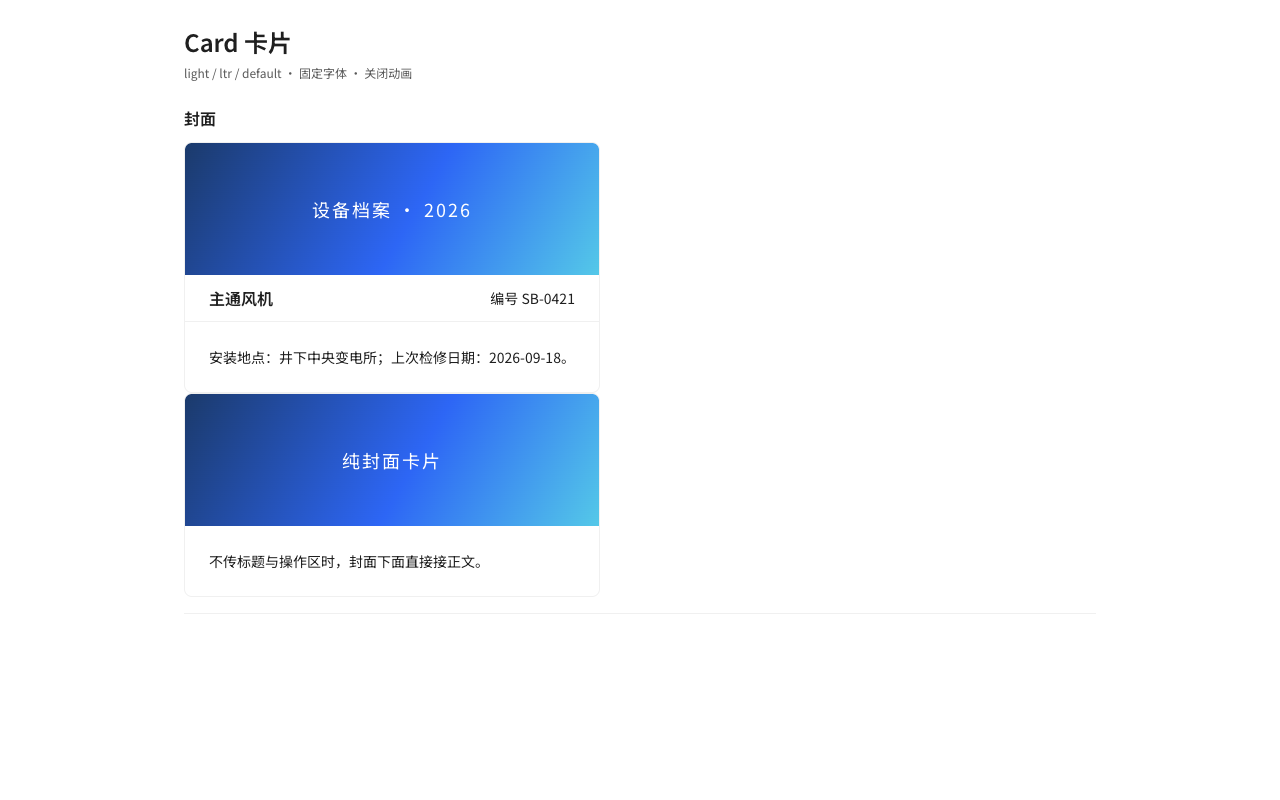 Card 卡片
light / ltr / default · 固定字体 · 关闭动画
封面
设备档案 · 2026
主通风机 编号 SB-0421
安装地点：井下中央变电所；上次检修日期：2026-09-18。
纯封面卡片
不传标题与操作区时，封面下面直接接正文。